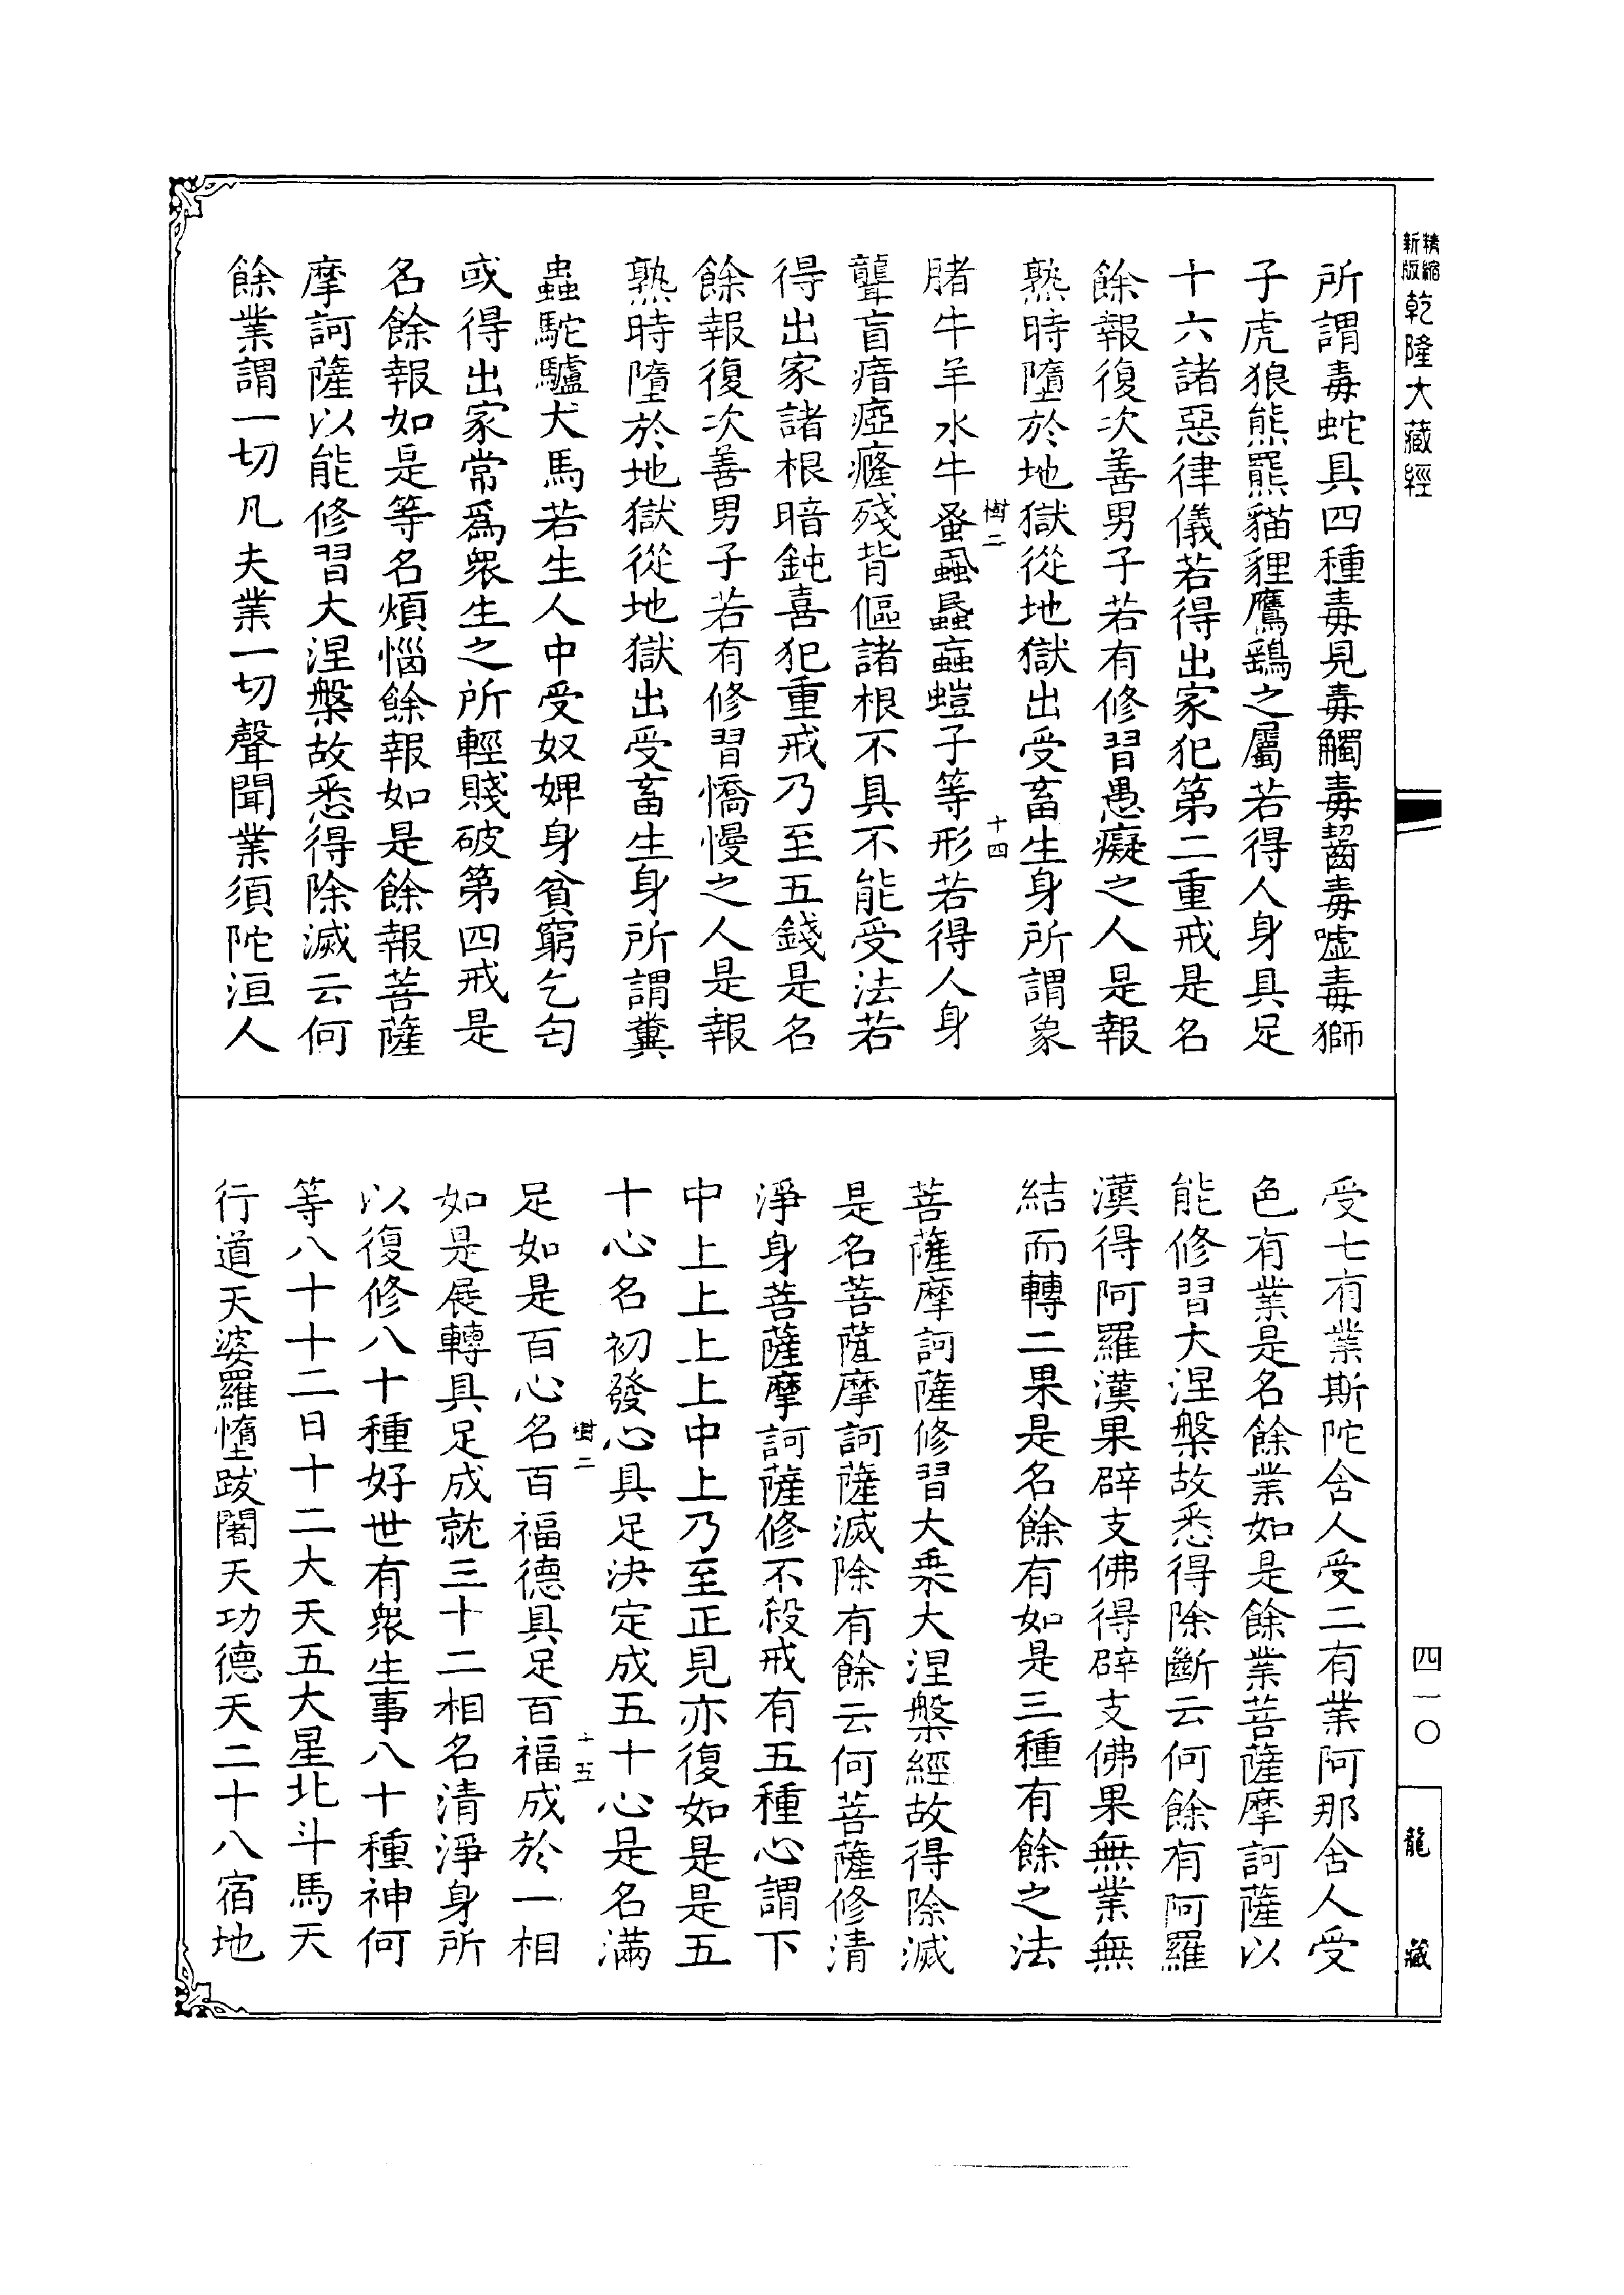 精縮新版乾隆大藏經
所謂毒蛇具四種毒見毒觸毒齧毒噓毒獅
子虎狼熊羆貓貍鷹鷂之屬若得人身具足
十六諸惡律儀若得出家犯第二重戒是名
餘報復次善男子若有修習愚癡之人是報
熟時墮於地獄從地獄出受畜生身所謂象
樹二
十四
腊牛羊水牛蚤蝨蟁䖟螘子等形若得人身
聾盲瘖瘂癃殘背傴諸根不具不能受法若
得出家諸根暗鈍喜犯重戒乃至五錢是名
餘報復次善男子若有修習憍慢之人是報
熟時墮於地獄從地獄出受畜生身所謂糞
蟲駝驢犬馬若生人中受奴婢身貧窮乞匄
或得出家常爲眾生之所輕賤破第四戒是
名餘報如是等名煩惱餘報如是餘報菩薩
摩訶薩以能修習大涅槃故悉得除滅云何
餘業謂一切凡夫業一切聲聞業須陀洹人
受七有業斯陀含人受二有業阿那含人受
色有業是名餘業如是餘業菩薩摩訶薩以
能修習大涅槃故悉得除斷云何餘有阿羅
漢得阿羅漢果辟支佛得辟支佛果無業無
結而轉二果是名餘有如是三種有餘之法
菩薩摩訶薩修習大乘大涅槃經故得除滅
是名菩薩摩訶薩滅除有餘云何菩薩修清
淨身菩薩摩訶薩修不殺戒有五種心謂下
中上上上上中上乃至正見亦復如是是五
十心名初發心具足決定成五十心是名滿
樹二
十五
足如是百心名百福德具足百福成於一相
如是展轉具足成就三十二相名清淨身所
以復修八十種好世有眾生事八十種神何
等八十十二日十二大天五大星北斗馬天
行道天婆羅惰跋闍天功德天二十八宿地
四一〇
龍藏